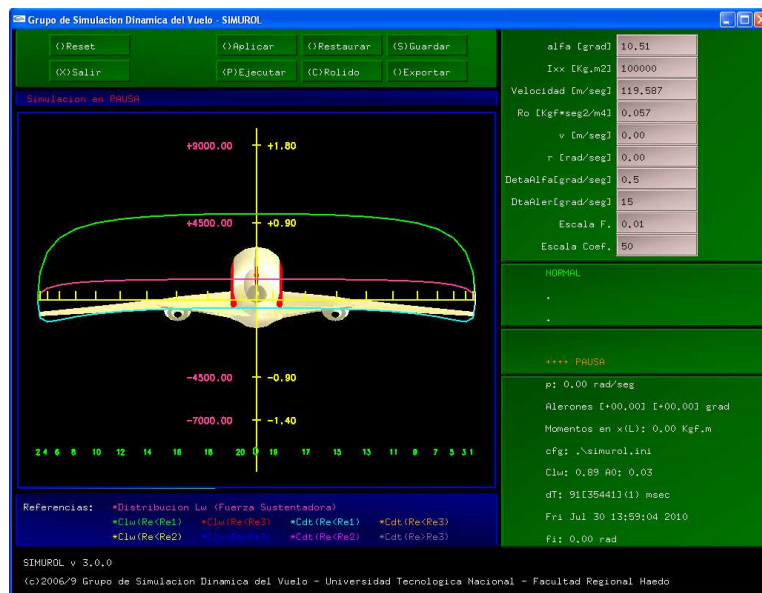 Grupo de Simulacion Dinamica del Vuelo - SIMUROL
()Reset ()Aplicar ()Restaurar (S)Guardar
(X)Salir (P)Ejecutar (C)Rolido ()Exportar
Simulacion en PAUSA
alfa [grad] 10.51
Ixx [Kg.m2] 100000
Velocidad [m/seg] 119.587
Ro [Kgf*seg2/m4] 0.057
v [m/seg] 0.00
r [rad/seg] 0.00
DetaAlfa[grad/seg] 0.5
DtaAler[grad/seg] 15
Escala F. 0.01
Escala Coef. 50
+9000.00 +1.80
+4500.00 +0.90
-4500.00 -0.90
-7000.00 -1.40
2 4 6 8 10 12 14 16 18 20 0 19 17 15 13 11 9 7 5 3 1
NORMAL
.
.
++++ PAUSA
p: 0.00 rad/seg
Alerones [+00.00] [+00.00] grad
Momentos en x(L): 0.00 Kgf.m
cfg: .\simurol.ini
Clw: 0.89 A0: 0.03
dT: 91[35441](1) msec
Fri Jul 30 13:59:04 2010
fi: 0.00 rad
Referencias: *Distribucion Lw (Fuerza Sustentadora)
*Clw(Re<Re1) *Clw(Re<Re3) *Cdt(Re<Re1) *Cdt(Re<Re3)
*Clw(Re<Re2) *Cdt(Re<Re2) *Cdt(Re>Re3)
SIMUROL v 3.0.0
(c)2006/9 Grupo de Simulacion Dinamica del Vuelo - Universidad Tecnologica Nacional - Facultad Regional Haedo